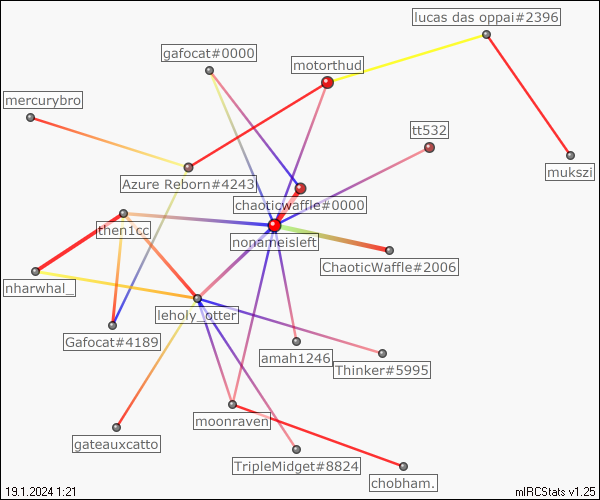 lucas das oppai#2396
gafocat#0000
motorthud
mercurybro
tt532
mukszi
Azure Reborn#4243
chaoticwaffle#0000
then1cc
nonameisleft
ChaoticWaffle#2006
nharwhal_
leholy_otter
Gafocat#4189
amah1246
Thinker#5995
moonraven
gateauxcatto
TripleMidget#8824
chobham.
19.1.2024 1:21
mIRCStats v1.25